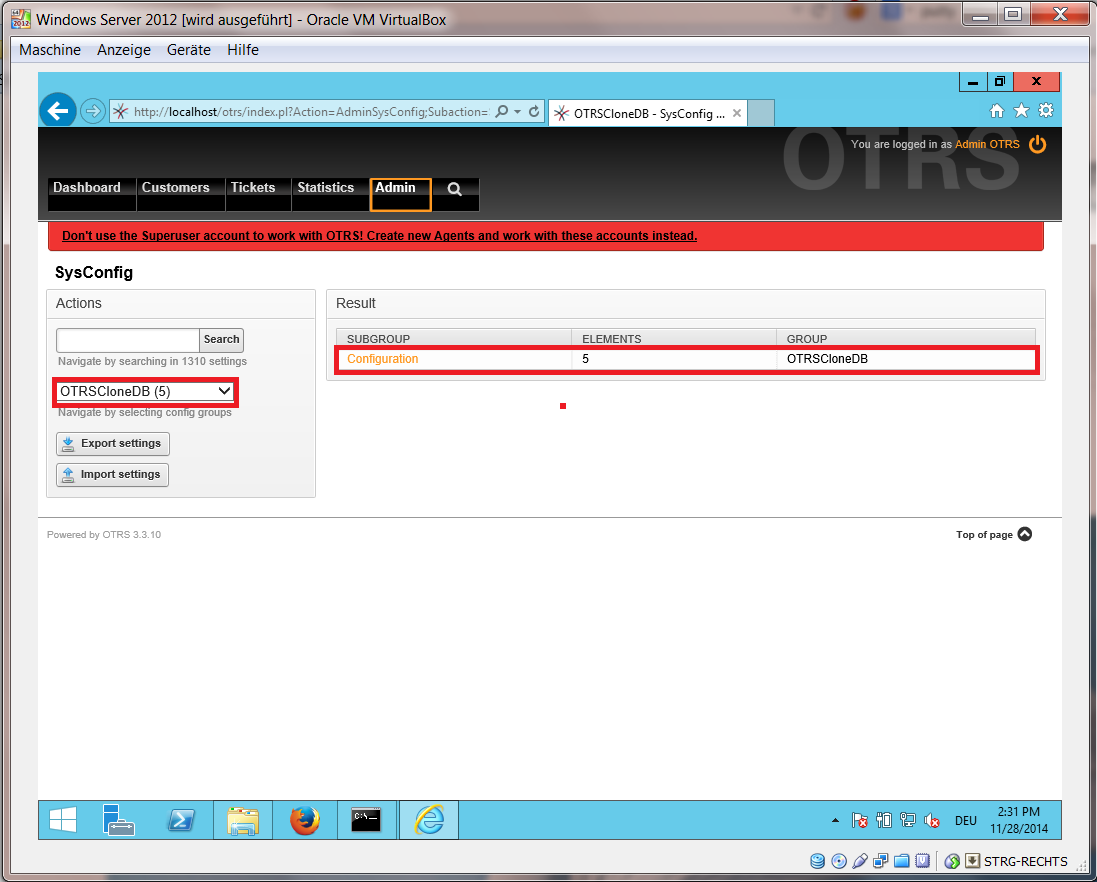 Windows Server 2012 [wird ausgeführt] - Oracle VM VirtualBox
Maschine Anzeige Geräte Hilfe
http://localhost/otrs/index.pl?Action=AdminSysConfig;Subaction=
OTRSCloneDB - SysConfig ...
OTRS
You are logged in as Admin OTRS
Dashboard Customers Tickets Statistics Admin
Don't use the Superuser account to work with OTRS! Create new Agents and work with these accounts instead.
SysConfig
Actions
Search
Navigate by searching in 1310 settings
OTRSCloneDB (5)
Navigate by selecting config groups
Export settings
Import settings
Result
SUBGROUP ELEMENTS GROUP
Configuration 5 OTRSCloneDB
Powered by OTRS 3.3.10
Top of page
DEU
2:31 PM
11/28/2014
STRG-RECHTS